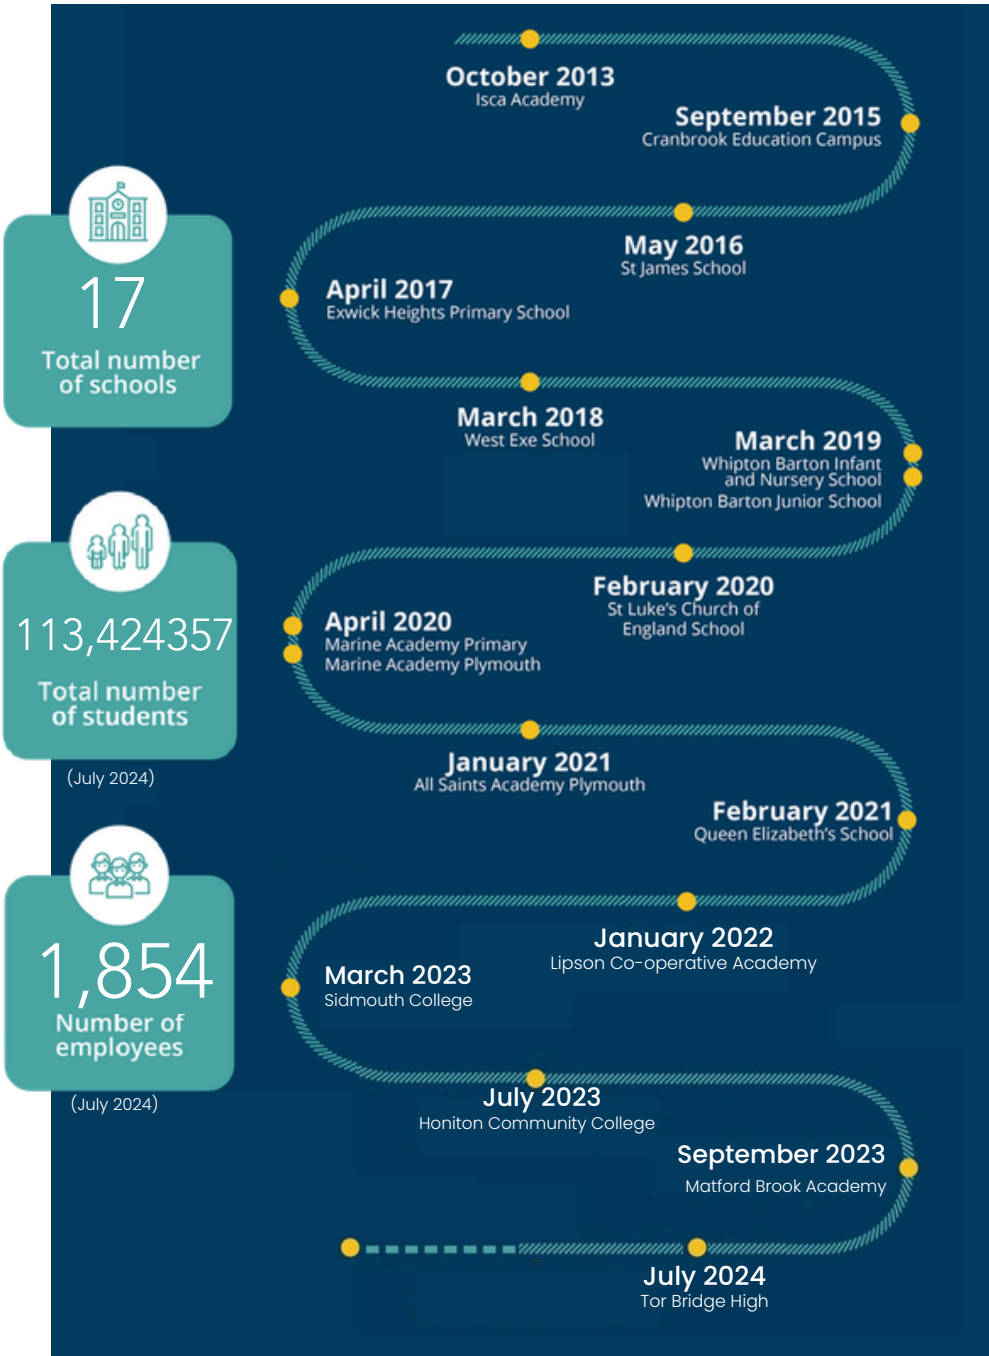 October 2013
Isca Academy
September 2015
Cranbrook Education Campus
May 2016
St James School
April 2017
Exwick Heights Primary School
March 2018
West Exe School
March 2019
Whipton Barton Infant
and Nursery School
Whipton Barton Junior School
February 2020
St Luke's Church of
England School
April 2020
Marine Academy Primary
Marine Academy Plymouth
January 2021
All Saints Academy Plymouth
February 2021
Queen Elizabeth's School
January 2022
Lipson Co-operative Academy
March 2023
Sidmouth College
July 2023
Honiton Community College
September 2023
Matford Brook Academy
July 2024
Tor Bridge High
17
Total number
of schools
113,424357
Total number
of students
(July 2024)
1,854
Number of
employees
(July 2024)